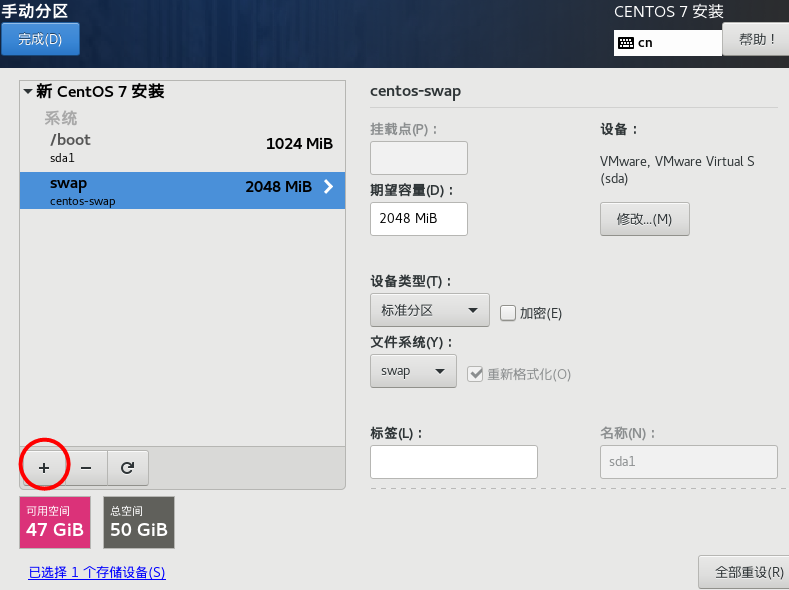 手动分区
CENTOS 7 安装
完成(D)
cn
帮助！
新 CentOS 7 安装
系统
/boot
1024 MiB
sda1
swap
2048 MiB
centos-swap
centos-swap
挂载点(P)：
设备：
VMware, VMware Virtual S
(sda)
期望容量(D)：
2048 MiB
修改...(M)
设备类型(T)：
标准分区
加密(E)
文件系统(Y)：
swap
重新格式化(O)
标签(L)：
名称(N)：
sda1
可用空间
47 GiB
总空间
50 GiB
已选择 1 个存储设备(S)
全部重设(R)